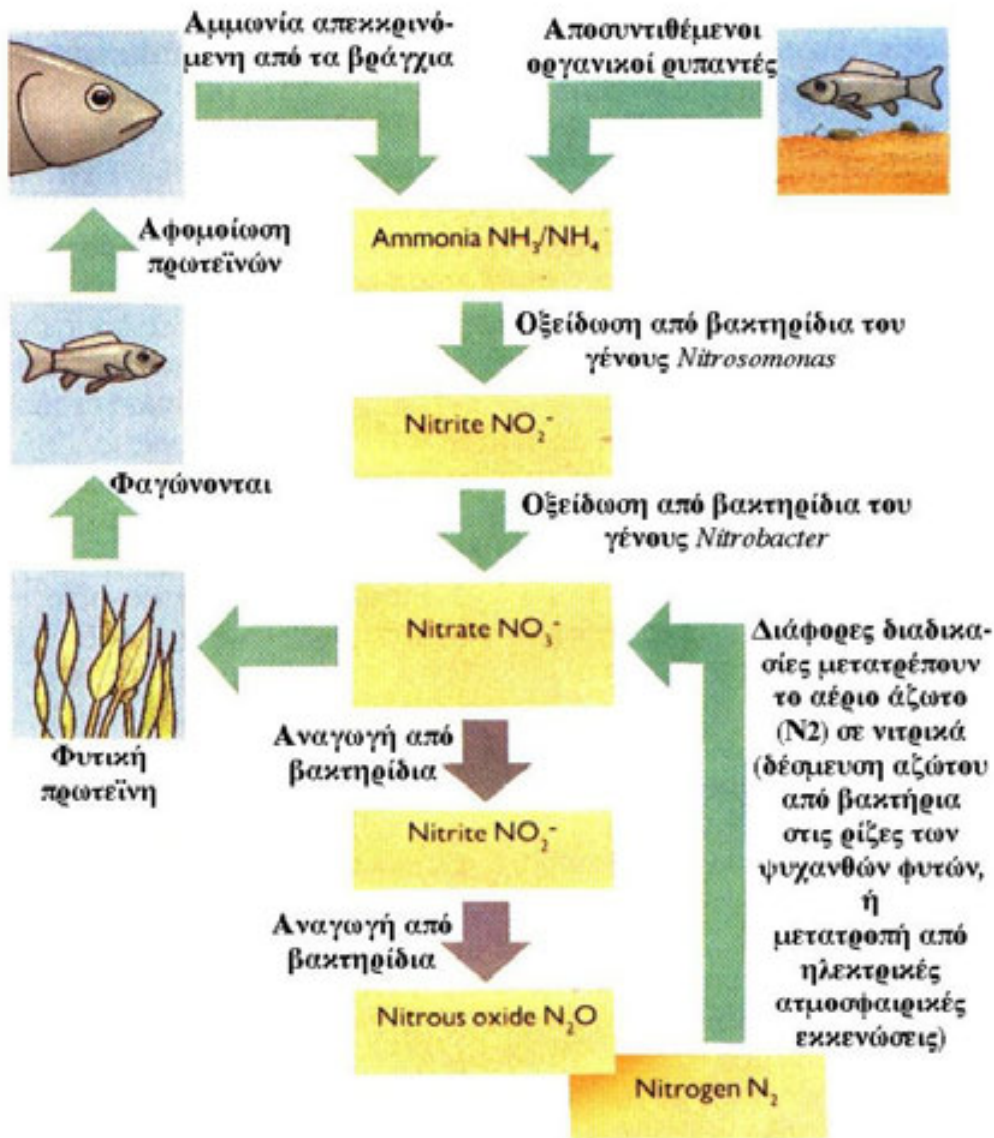 Αμμωνία απεκκρινό-
μενη από τα βράγχια
Αποσυντιθέμενοι
οργανικοί ρυπαντές
Ammonia NH₃/NH₄
Αφομοίωση
πρωτεϊνών
Οξείδωση από βακτηρίδια του
γένους Nitrosomonas
Nitrite NO₂⁻
Φαγώνονται
Οξείδωση από βακτηρίδια του
γένους Nitrobacter
Nitrate NO₃⁻
Φυτική
πρωτεϊνη
Αναγωγή από
βακτηρίδια
Nitrite NO₂⁻
Αναγωγή από
βακτηρίδια
Nitrous oxide N₂O
Nitrogen N₂
Διάφορες διαδικα-
σίες μετατρέπουν
το αέριο άζωτο
(N2) σε νιτρικά
(δέσμευση αζώτου
από βακτήρια
στις ρίζες των
ψυχανθών φυτών,
ή
μετατροπή από
ηλεκτρικές
ατμοσφαιρικές
εκκενώσεις)